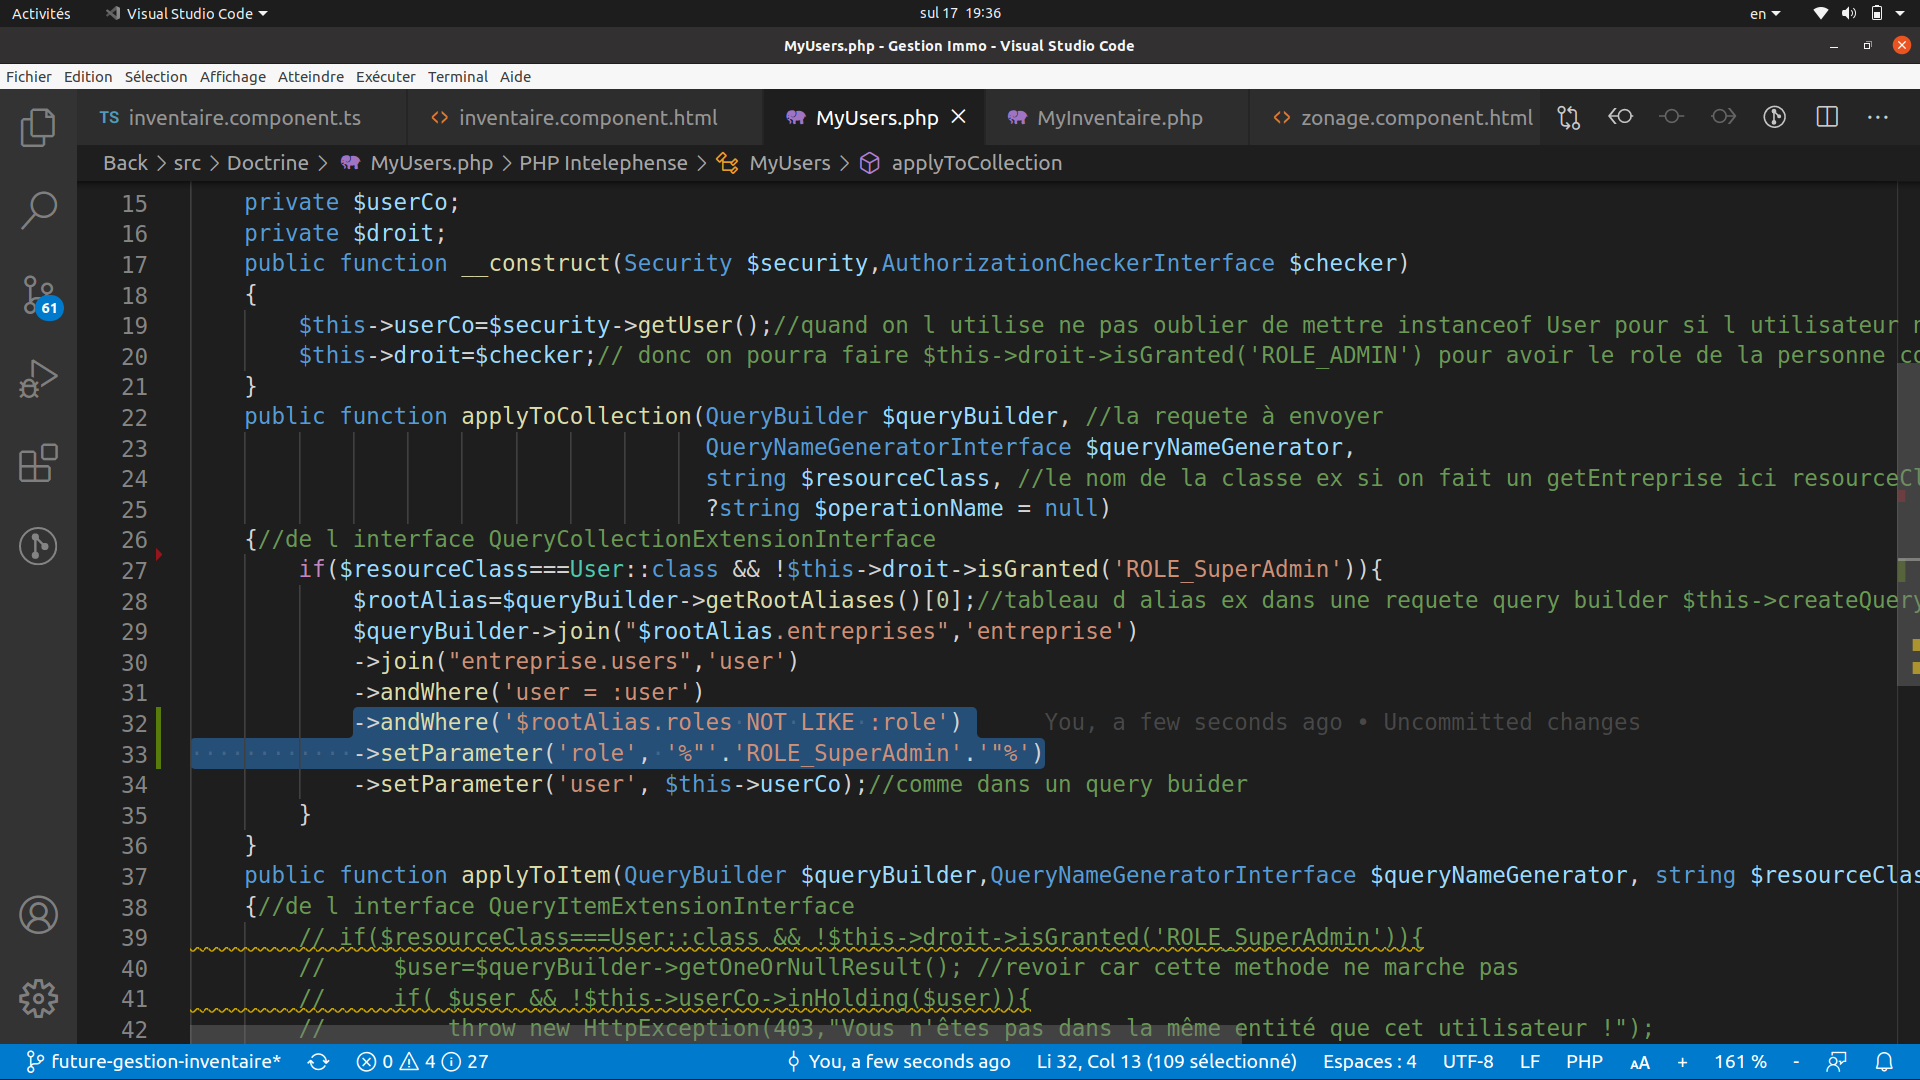 Activités Visual Studio Code sul 17 19:36 en
MyUsers.php - Gestion Immo - Visual Studio Code
Fichier Edition Sélection Affichage Atteindre Exécuter Terminal Aide
TS inventaire.component.ts <> inventaire.component.html MyUsers.php MyInventaire.php <> zonage.component.html
Back > src > Doctrine > MyUsers.php > PHP Intelephense > MyUsers > applyToCollection
15 private $userCo;
16 private $droit;
17 public function __construct(Security $security,AuthorizationCheckerInterface $checker)
18 {
19 $this->userCo=$security->getUser();//quand on l utilise ne pas oublier de mettre instanceof User pour si l utilisateur
20 $this->droit=$checker;// donc on pourra faire $this->droit->isGranted('ROLE_ADMIN') pour avoir le role de la personne co
21 }
22 public function applyToCollection(QueryBuilder $queryBuilder, //la requete à envoyer
23 QueryNameGeneratorInterface $queryNameGenerator,
24 string $resourceClass, //le nom de la classe ex si on fait un getEntreprise ici resourceCl
25 ?string $operationName = null)
26 {//de l interface QueryCollectionExtensionInterface
27 if($resourceClass===User::class && !$this->droit->isGranted('ROLE_SuperAdmin')){
28 $rootAlias=$queryBuilder->getRootAliases()[0];//tableau d alias ex dans une requete query builder $this->createQuery
29 $queryBuilder->join("$rootAlias.entreprises",'entreprise')
30 ->join("entreprise.users",'user')
31 ->andWhere('user = :user')
32 ->andWhere('$rootAlias.roles NOT LIKE :role') You, a few seconds ago • Uncommitted changes
33 ->setParameter('role', '%"'.'ROLE_SuperAdmin'.'"%')
34 ->setParameter('user', $this->userCo);//comme dans un query buider
35 }
36 }
37 public function applyToItem(QueryBuilder $queryBuilder,QueryNameGeneratorInterface $queryNameGenerator, string $resourceClas
38 {//de l interface QueryItemExtensionInterface
39 // if($resourceClass===User::class && !$this->droit->isGranted('ROLE_SuperAdmin')){
40 // $user=$queryBuilder->getOneOrNullResult(); //revoir car cette methode ne marche pas
41 // if( $user && !$this->userCo->inHolding($user)){
42 // throw new HttpException(403,"Vous n'êtes pas dans la même entité que cet utilisateur !");
61
future-gestion-inventaire* 0 4 27 You, a few seconds ago Li 32, Col 13 (109 sélectionné) Espaces : 4 UTF-8 LF PHP AA + 161 % -